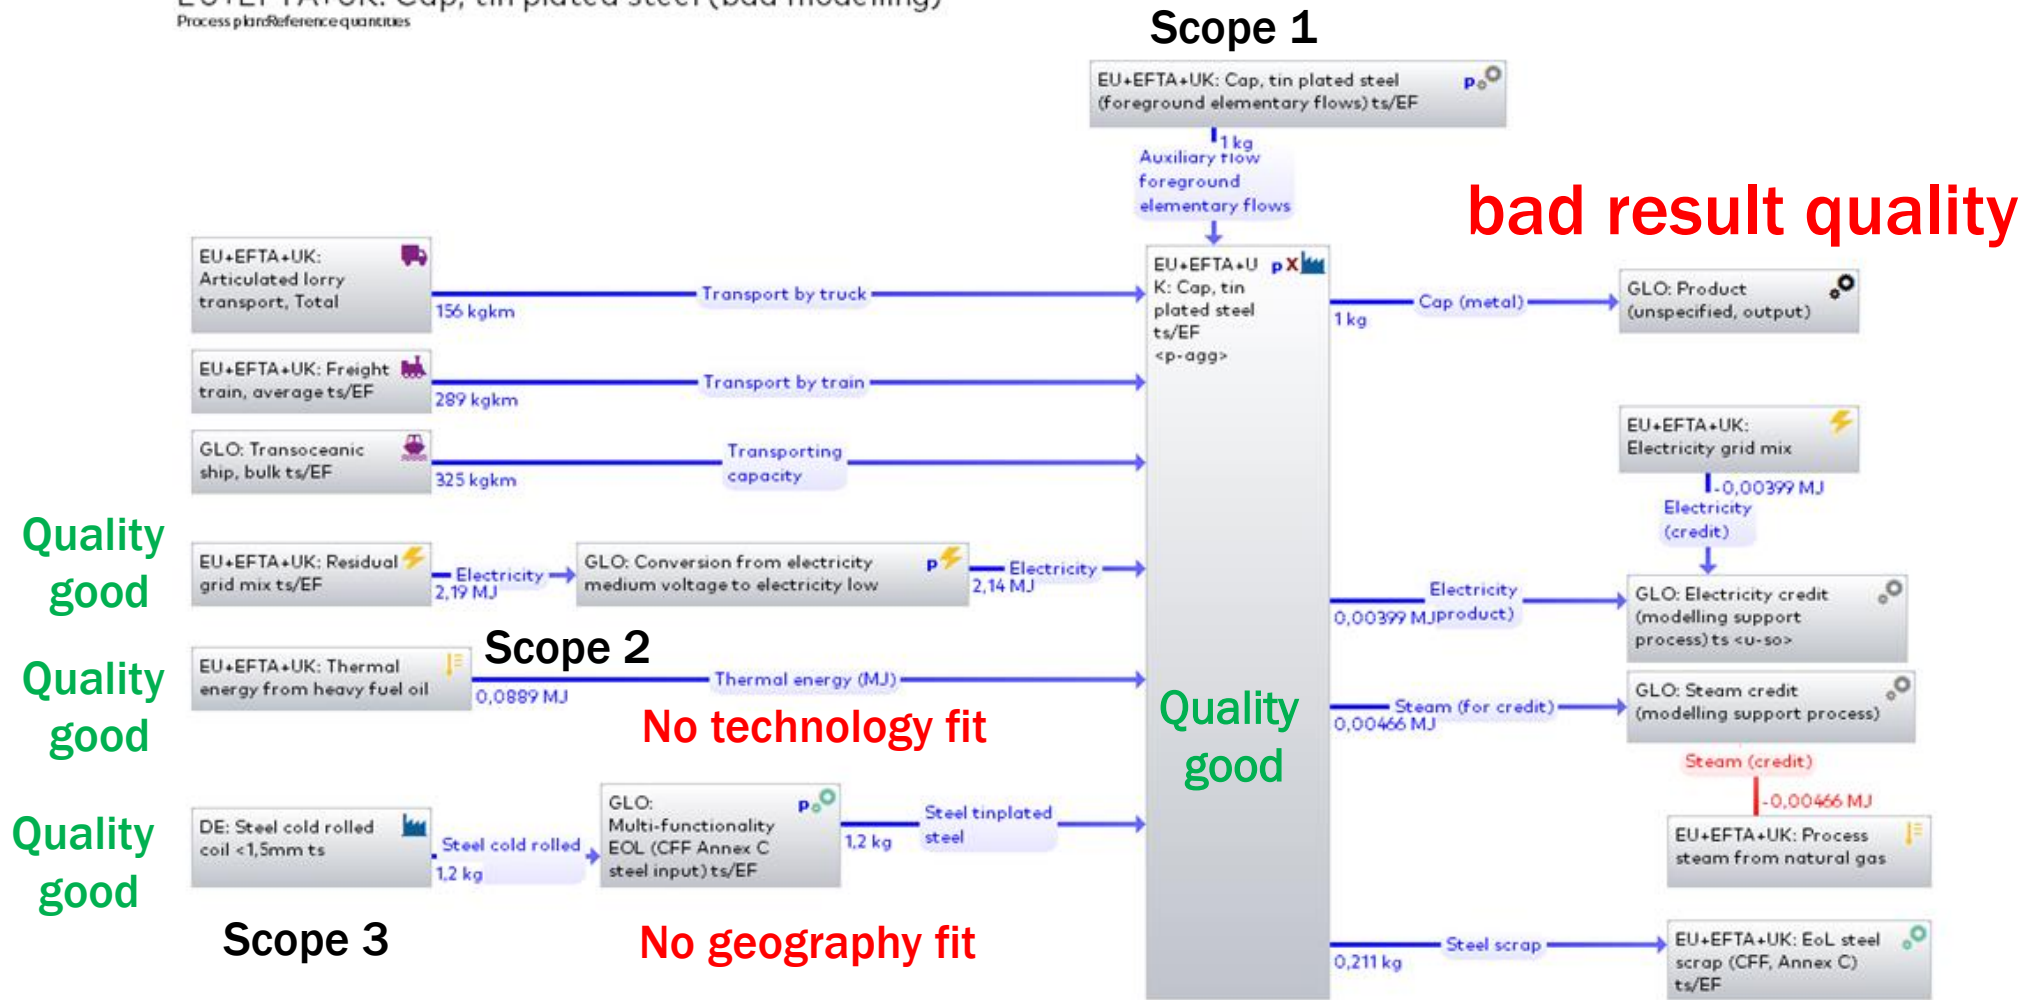 EU+EFTA+UK: Cap, tin plated steel (bad modelling)
Process plan:Reference quantities
Scope 1
EU+EFTA+UK: Cap, tin plated steel
(foreground elementary flows) ts/EF
p
1 kg
Auxiliary flow
foreground
elementary flows
bad result quality
EU+EFTA+UK:
Articulated lorry
transport, Total
156 kgkm
Transport by truck
EU+EFTA+U
K: Cap, tin
plated steel
ts/EF
<p-agg>
p X
1 kg
Cap (metal)
GLO: Product
(unspecified, output)
EU+EFTA+UK: Freight
train, average ts/EF
289 kgkm
Transport by train
GLO: Transoceanic
ship, bulk ts/EF
325 kgkm
Transporting
capacity
EU+EFTA+UK:
Electricity grid mix
-0,00399 MJ
Electricity
(credit)
Quality
good
EU+EFTA+UK: Residual
grid mix ts/EF
Electricity
2,19 MJ
GLO: Conversion from electricity
medium voltage to electricity low
p
Electricity
2,14 MJ
Electricity
product)
0,00399 MJ
GLO: Electricity credit
(modelling support
process) ts <u-so>
Quality
good
EU+EFTA+UK: Thermal
energy from heavy fuel oil
Scope 2
0,0889 MJ
Thermal energy (MJ)
No technology fit
Quality
good
Steam (for credit)
0,00466 MJ
GLO: Steam credit
(modelling support process)
Steam (credit)
-0,00466 MJ
EU+EFTA+UK: Process
steam from natural gas
Quality
good
DE: Steel cold rolled
coil <1,5mm ts
Steel cold rolled
1,2 kg
GLO:
Multi-functionality
EOL (CFF Annex C
steel input) ts/EF
p
1,2 kg
Steel tinplated
steel
Scope 3
No geography fit
Steel scrap
0,211 kg
EU+EFTA+UK: EoL steel
scrap (CFF, Annex C)
ts/EF